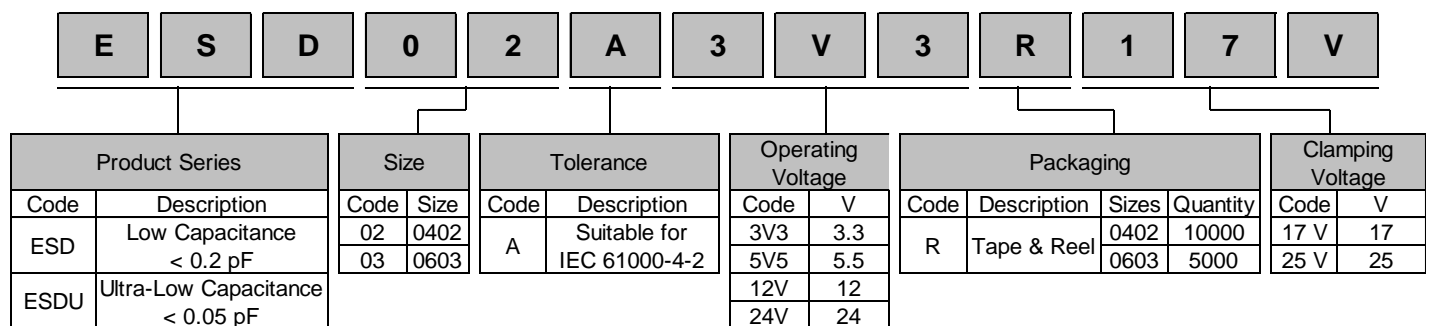 E S D 0 2 A 3 V 3 R 1 7 V
Product Series
Code Description
ESD Low Capacitance
< 0.2 pF
ESDU Ultra-Low Capacitance
< 0.05 pF
Size
Code Size
02 0402
03 0603
Tolerance
Code Description
A Suitable for
IEC 61000-4-2
Operating
Voltage
Code V
3V3 3.3
5V5 5.5
12V 12
24V 24
Packaging
Code Description Sizes Quantity
R Tape & Reel 0402 10000
0603 5000
Clamping
Voltage
Code V
17 V 17
25 V 25